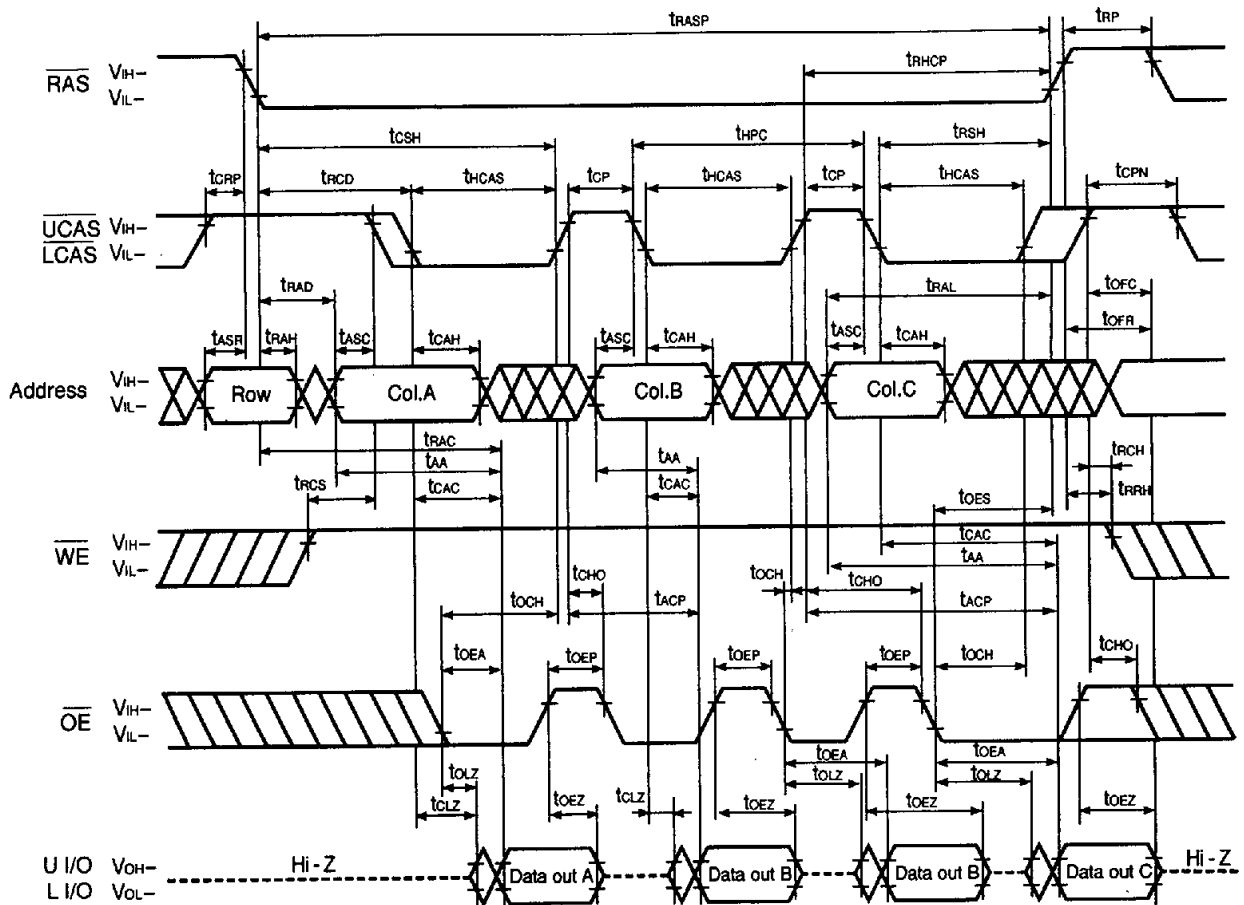 tRASP tRP
tRHCP
RAS VIH–
VIL–
tCSH tHPC tRSH
tCRP tRCD tHCAS tCP tHCAS tCP tHCAS tCPN
UCAS VIH–
LCAS VIL–
tRAD tRAL tOFC
tOFR
tASR tRAH tASC tCAH tASC tCAH tASC tCAH
Address VIH–
VIL–
Row Col.A Col.B Col.C
tRAC
tAA tAA tRCH
tRCS tCAC tCAC tOES tRRH
WE VIH–
VIL–
tCAC
tAA
tCHO tOCH tCHO
tOCH tACP tACP
tOEA tOEP tOEP tOEP tOCH tCHO
OE VIH–
VIL–
tOEA tOEA
tOLZ tOLZ tOLZ
tCLZ tOEZ tCLZ tOEZ tOEZ tOEZ
U I/O VOH–
L I/O VOL–
Hi - Z Data out A Data out B Data out B Data out C Hi - Z